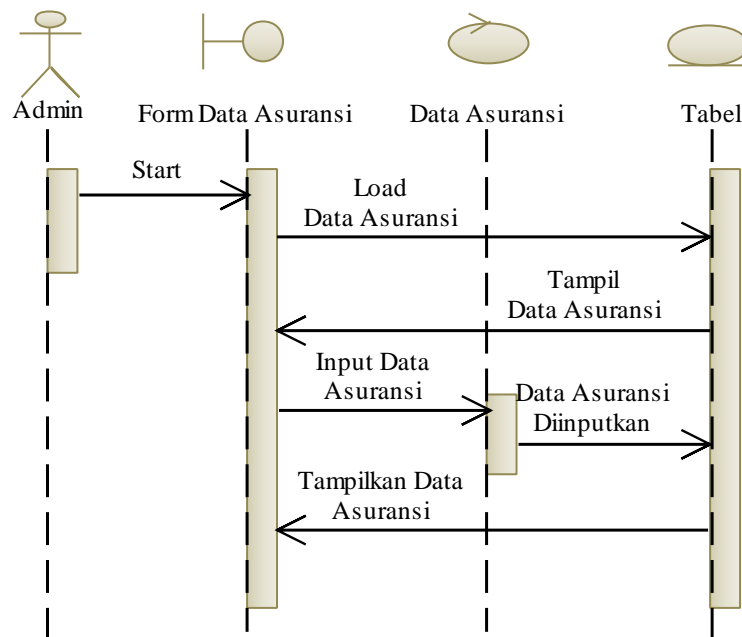 Admin
Form Data Asuransi
Data Asuransi
Tabel
Start
Load
Data Asuransi
Tampil
Data Asuransi
Input Data
Asuransi
Data Asuransi
Diinputkan
Tampilkan Data
Asuransi